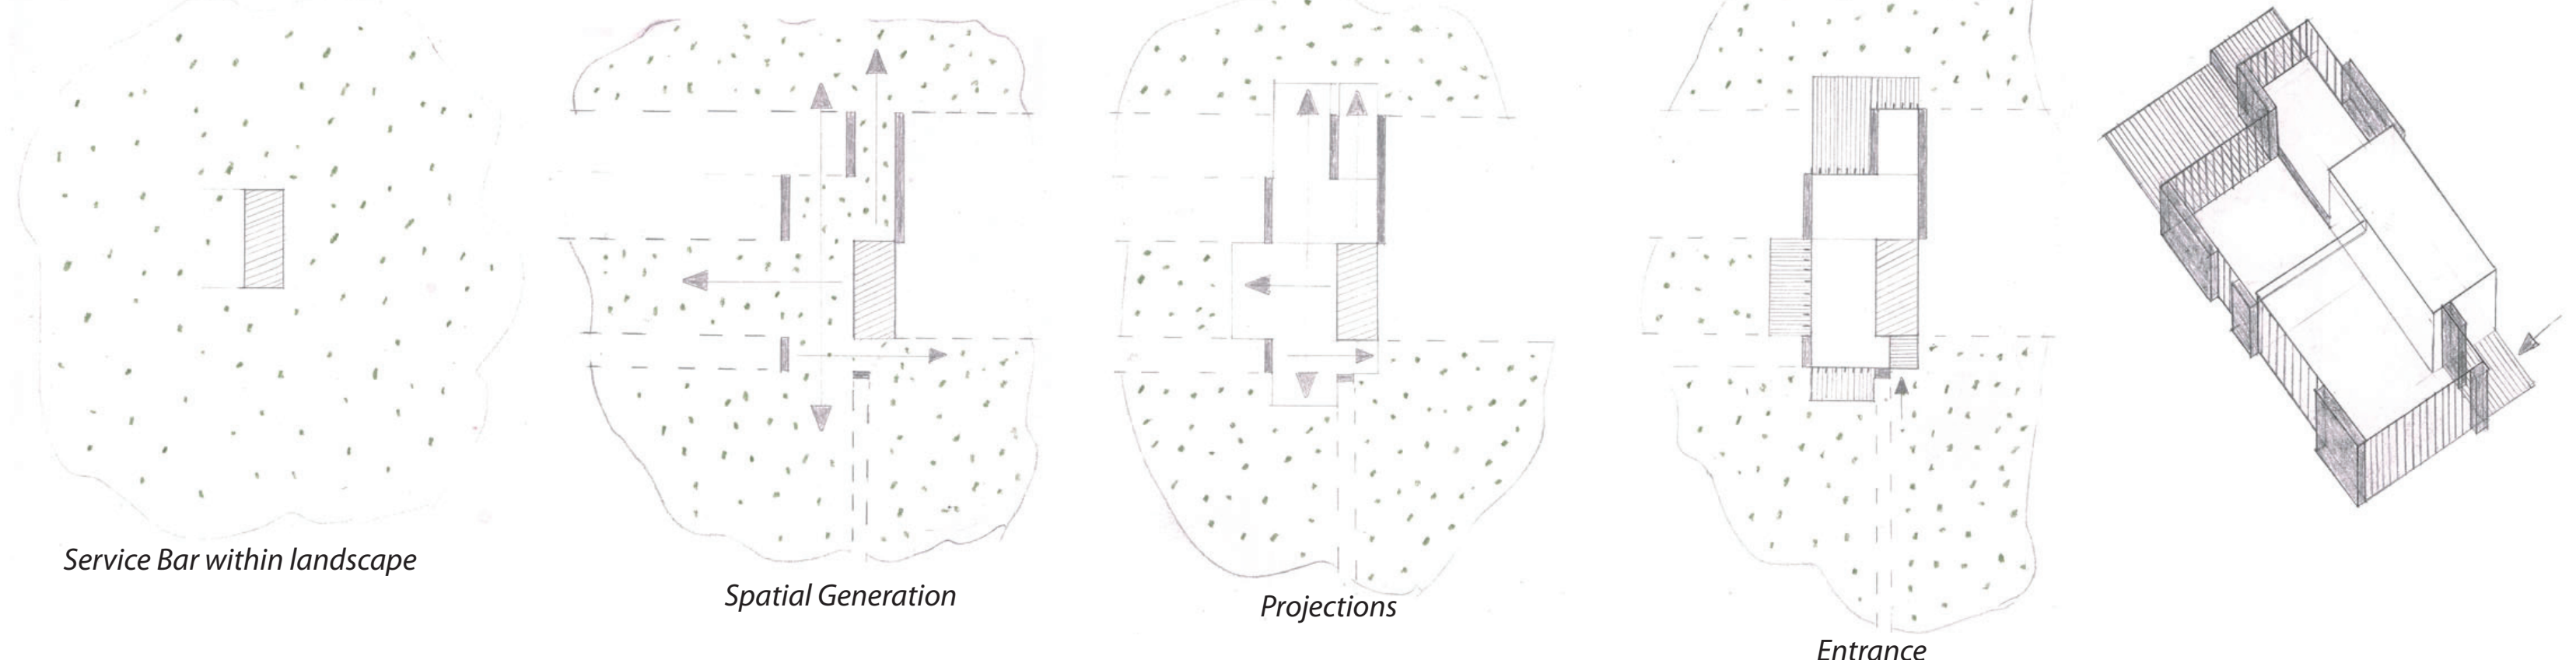 Service Bar within landscape
Spatial Generation
Projections
Entrance